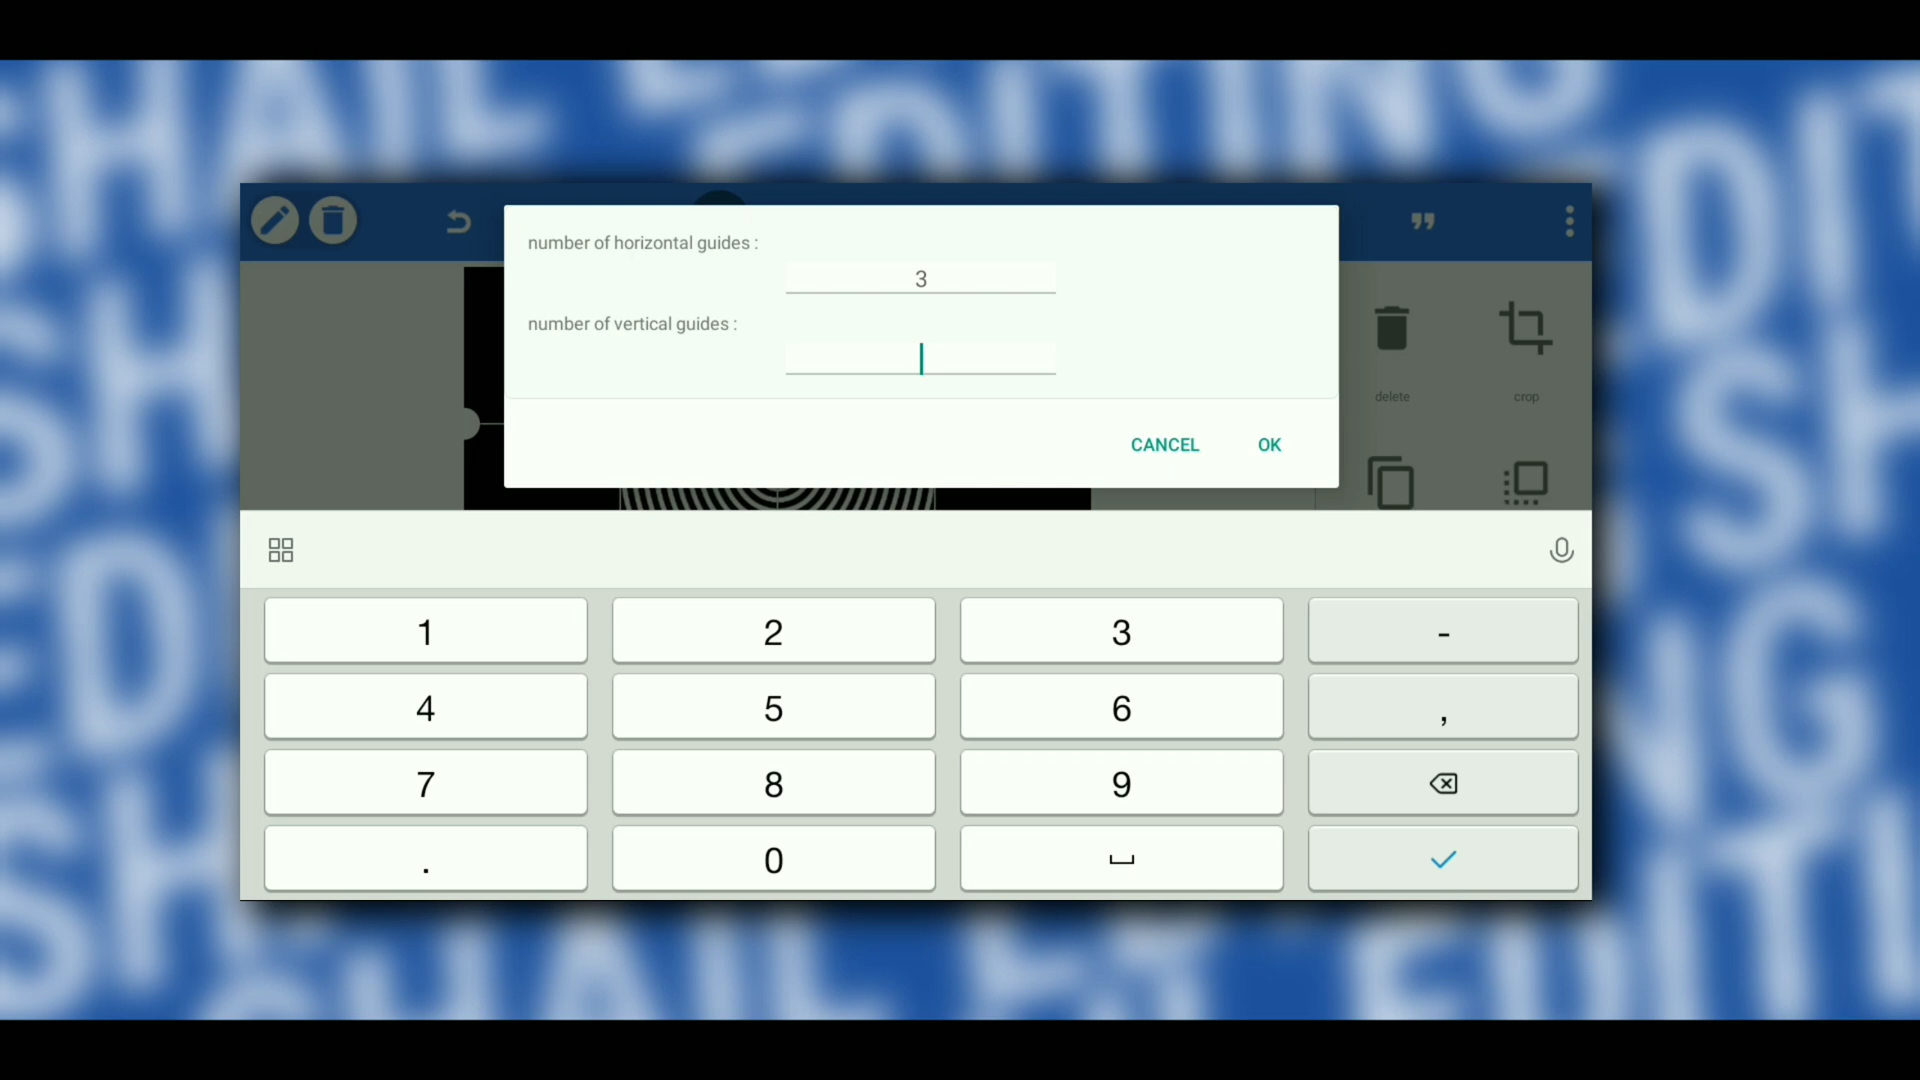 number of horizontal guides :
3
number of vertical guides :
CANCEL OK
delete crop
1 2 3 -
4 5 6 ,
7 8 9
. 0